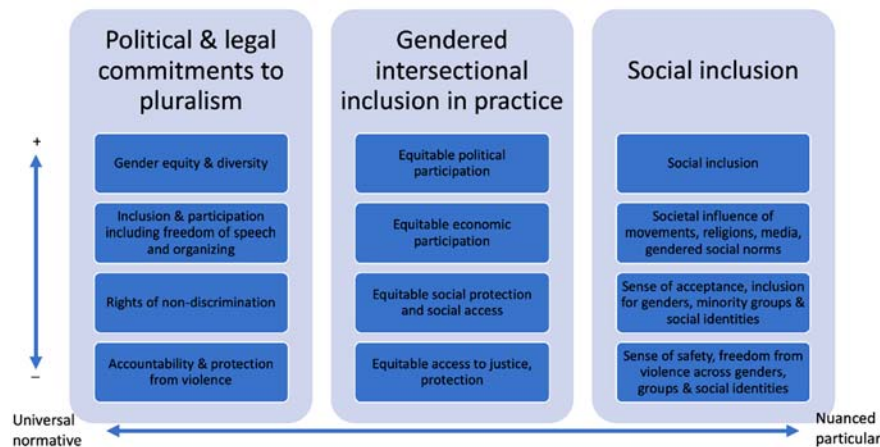 Political & legal
commitments to
pluralism
Gender equity & diversity
Inclusion & participation
including freedom of speech
and organizing
Rights of non-discrimination
Accountability & protection
from violence
Gendered
intersectional
inclusion in practice
Equitable political
participation
Equitable economic
participation
Equitable social protection
and social access
Equitable access to justice,
protection
Social inclusion
Social inclusion
Societal influence of
movements, religions, media,
gendered social norms
Sense of acceptance, inclusion
for genders, minority groups &
social identities
Sense of safety, freedom from
violence across genders,
groups & social identities
+
–
Universal
normative
Nuanced
particular